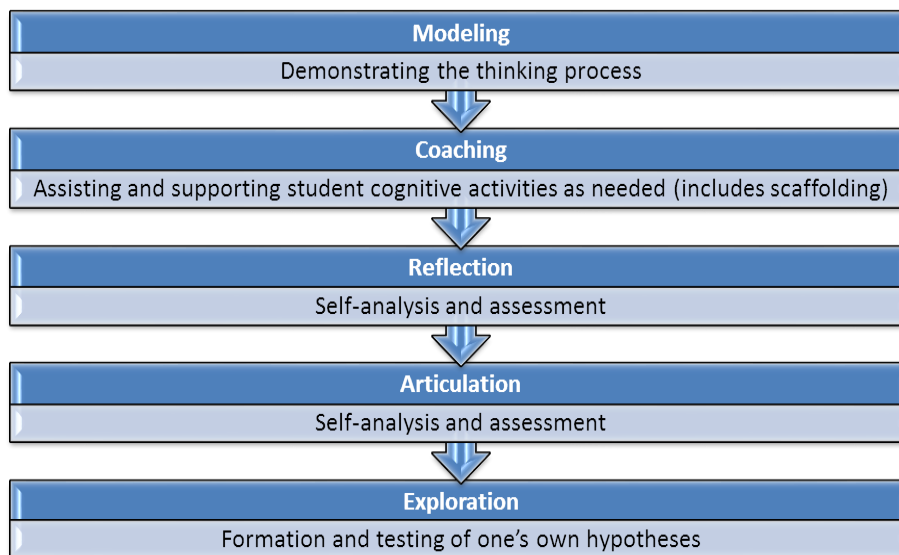 Modeling
Demonstrating the thinking process
Coaching
Assisting and supporting student cognitive activities as needed (includes scaffolding)
Reflection
Self-analysis and assessment
Articulation
Self-analysis and assessment
Exploration
Formation and testing of one’s own hypotheses